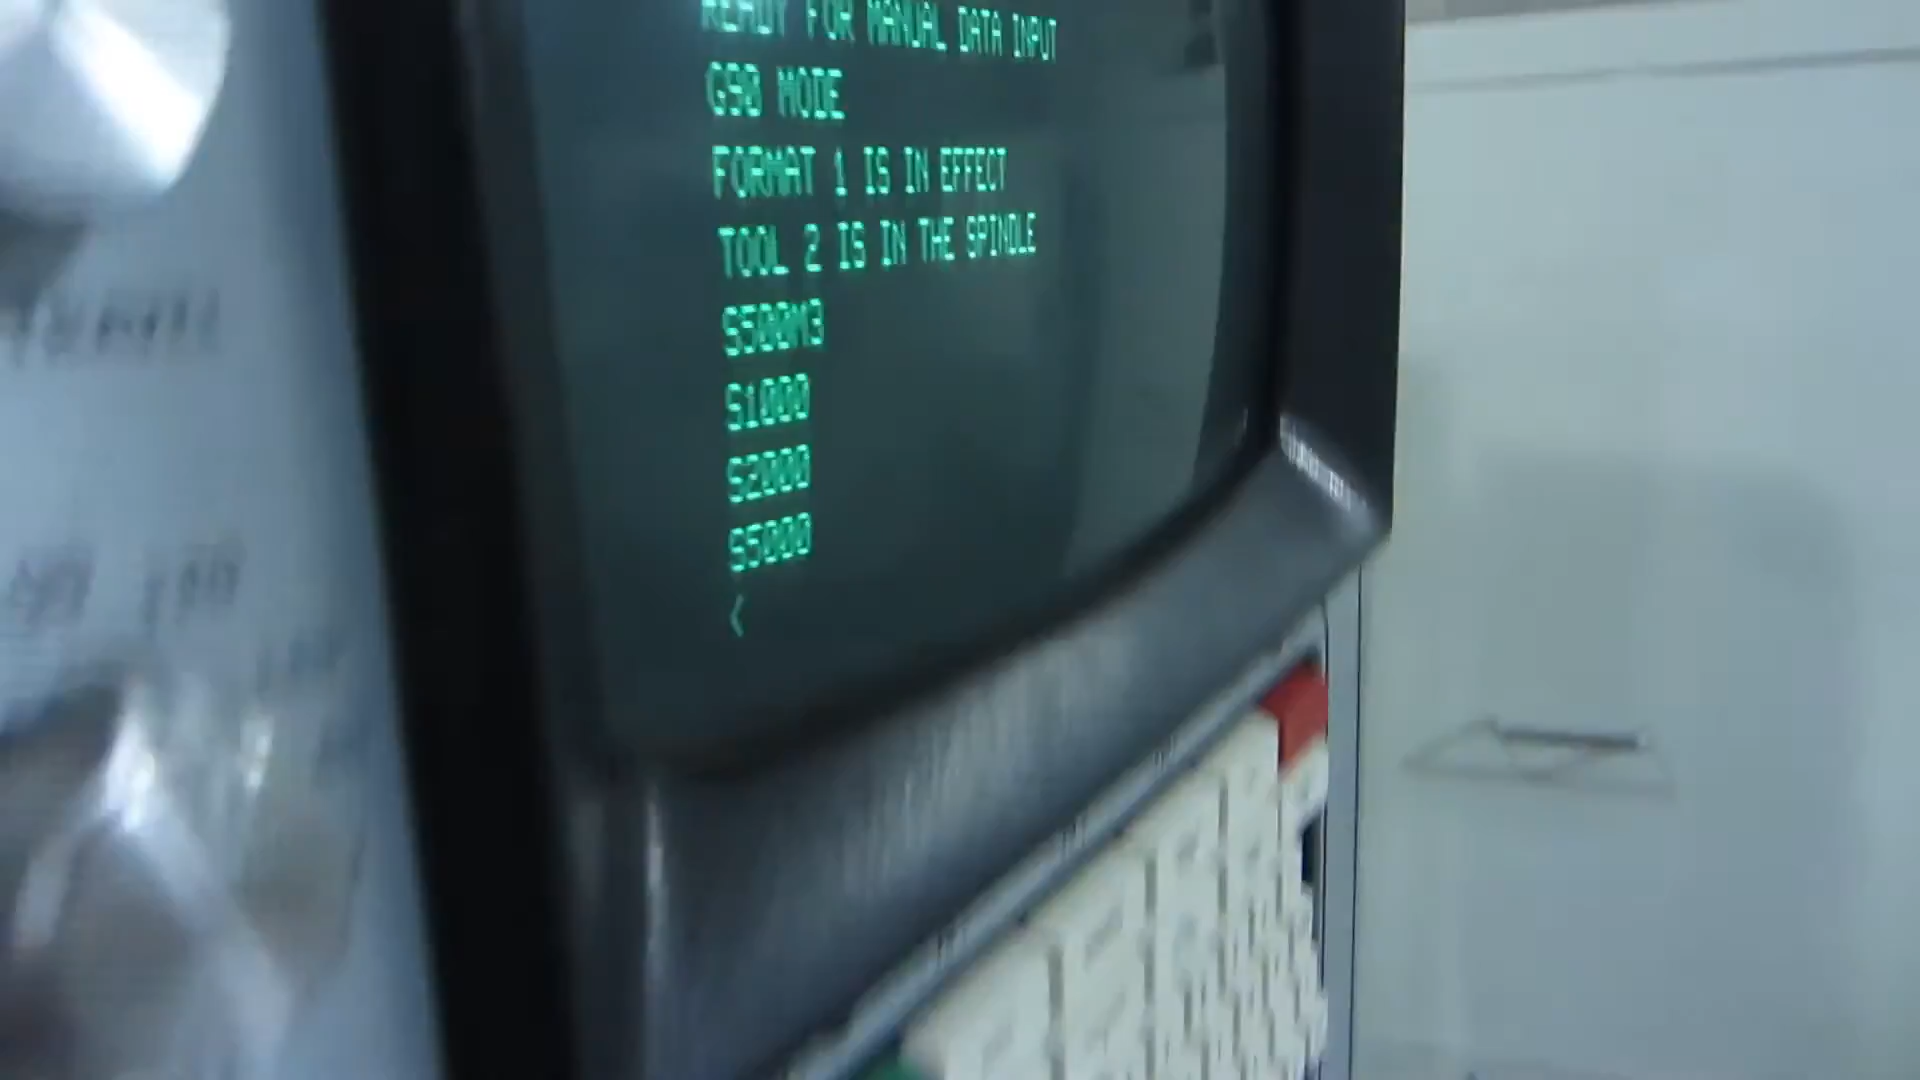 READY FOR MANUAL DATA INPUT
G90 MODE
FORMAT 1 IS IN EFFECT
TOOL 2 IS IN THE SPINDLE
S500M3
S1000
S2000
S5000
<